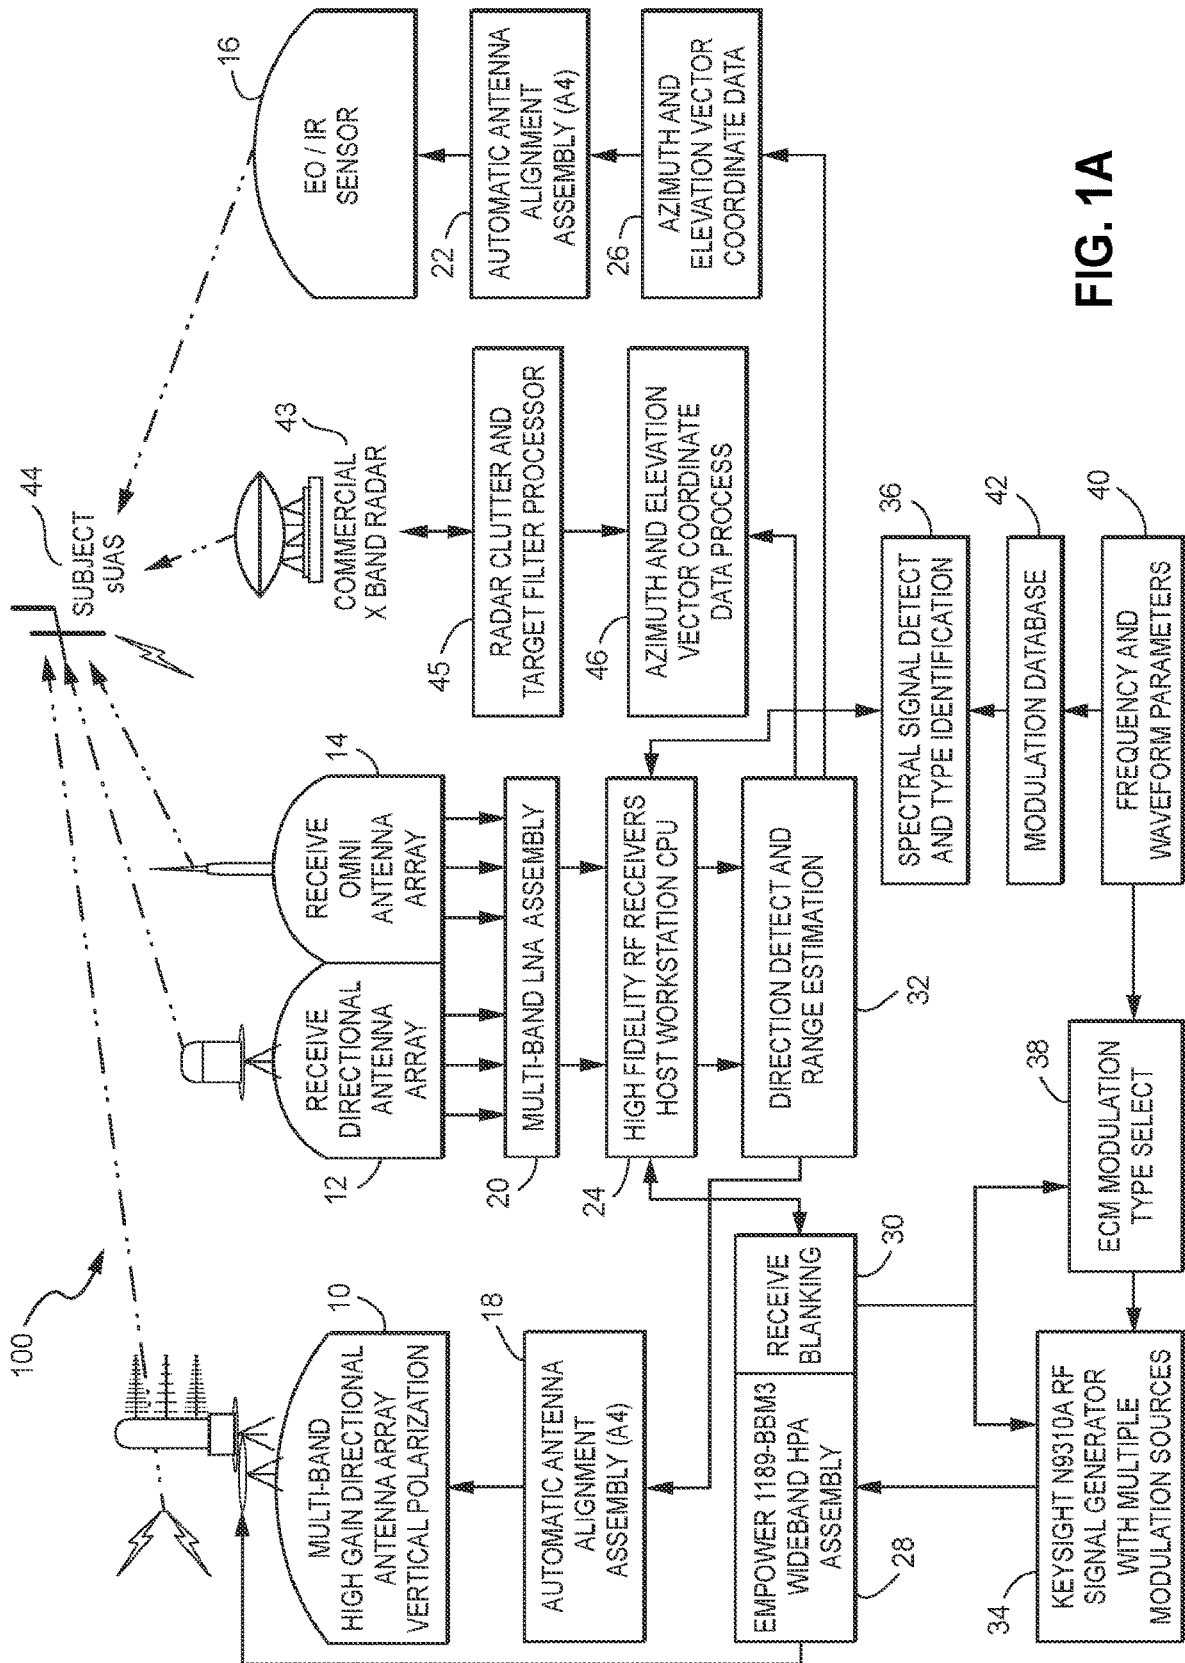 100
44
SUBJECT
sUAS
MULTI-BAND
HIGH GAIN DIRECTIONAL
ANTENNA ARRAY
VERTICAL POLARIZATION
10
RECEIVE
DIRECTIONAL
ANTENNA
ARRAY
12
RECEIVE
OMNI
ANTENNA
ARRAY
14
COMMERCIAL
X BAND RADAR
43
EO / IR
SENSOR
16
AUTOMATIC ANTENNA
ALIGNMENT
ASSEMBLY (A4)
18
MULTI-BAND LNA ASSEMBLY
20
RADAR CLUTTER AND
TARGET FILTER PROCESSOR
45
AUTOMATIC ANTENNA
ALIGNMENT
ASSEMBLY (A4)
22
HIGH FIDELITY RF RECEIVERS
HOST WORKSTATION CPU
24
AZIMUTH AND ELEVATION
VECTOR COORDINATE
DATA PROCESS
46
AZIMUTH AND
ELEVATION VECTOR
COORDINATE DATA
26
EMPOWER 1189-BBM3
WIDEBAND HPA
ASSEMBLY
28
RECEIVE
BLANKING
30
DIRECTION DETECT AND
RANGE ESTIMATION
32
SPECTRAL SIGNAL DETECT
AND TYPE IDENTIFICATION
36
MODULATION DATABASE
42
FREQUENCY AND
WAVEFORM PARAMETERS
40
KEYSIGHT N9310A RF
SIGNAL GENERATOR
WITH MULTIPLE
MODULATION SOURCES
34
ECM MODULATION
TYPE SELECT
38
FIG. 1A